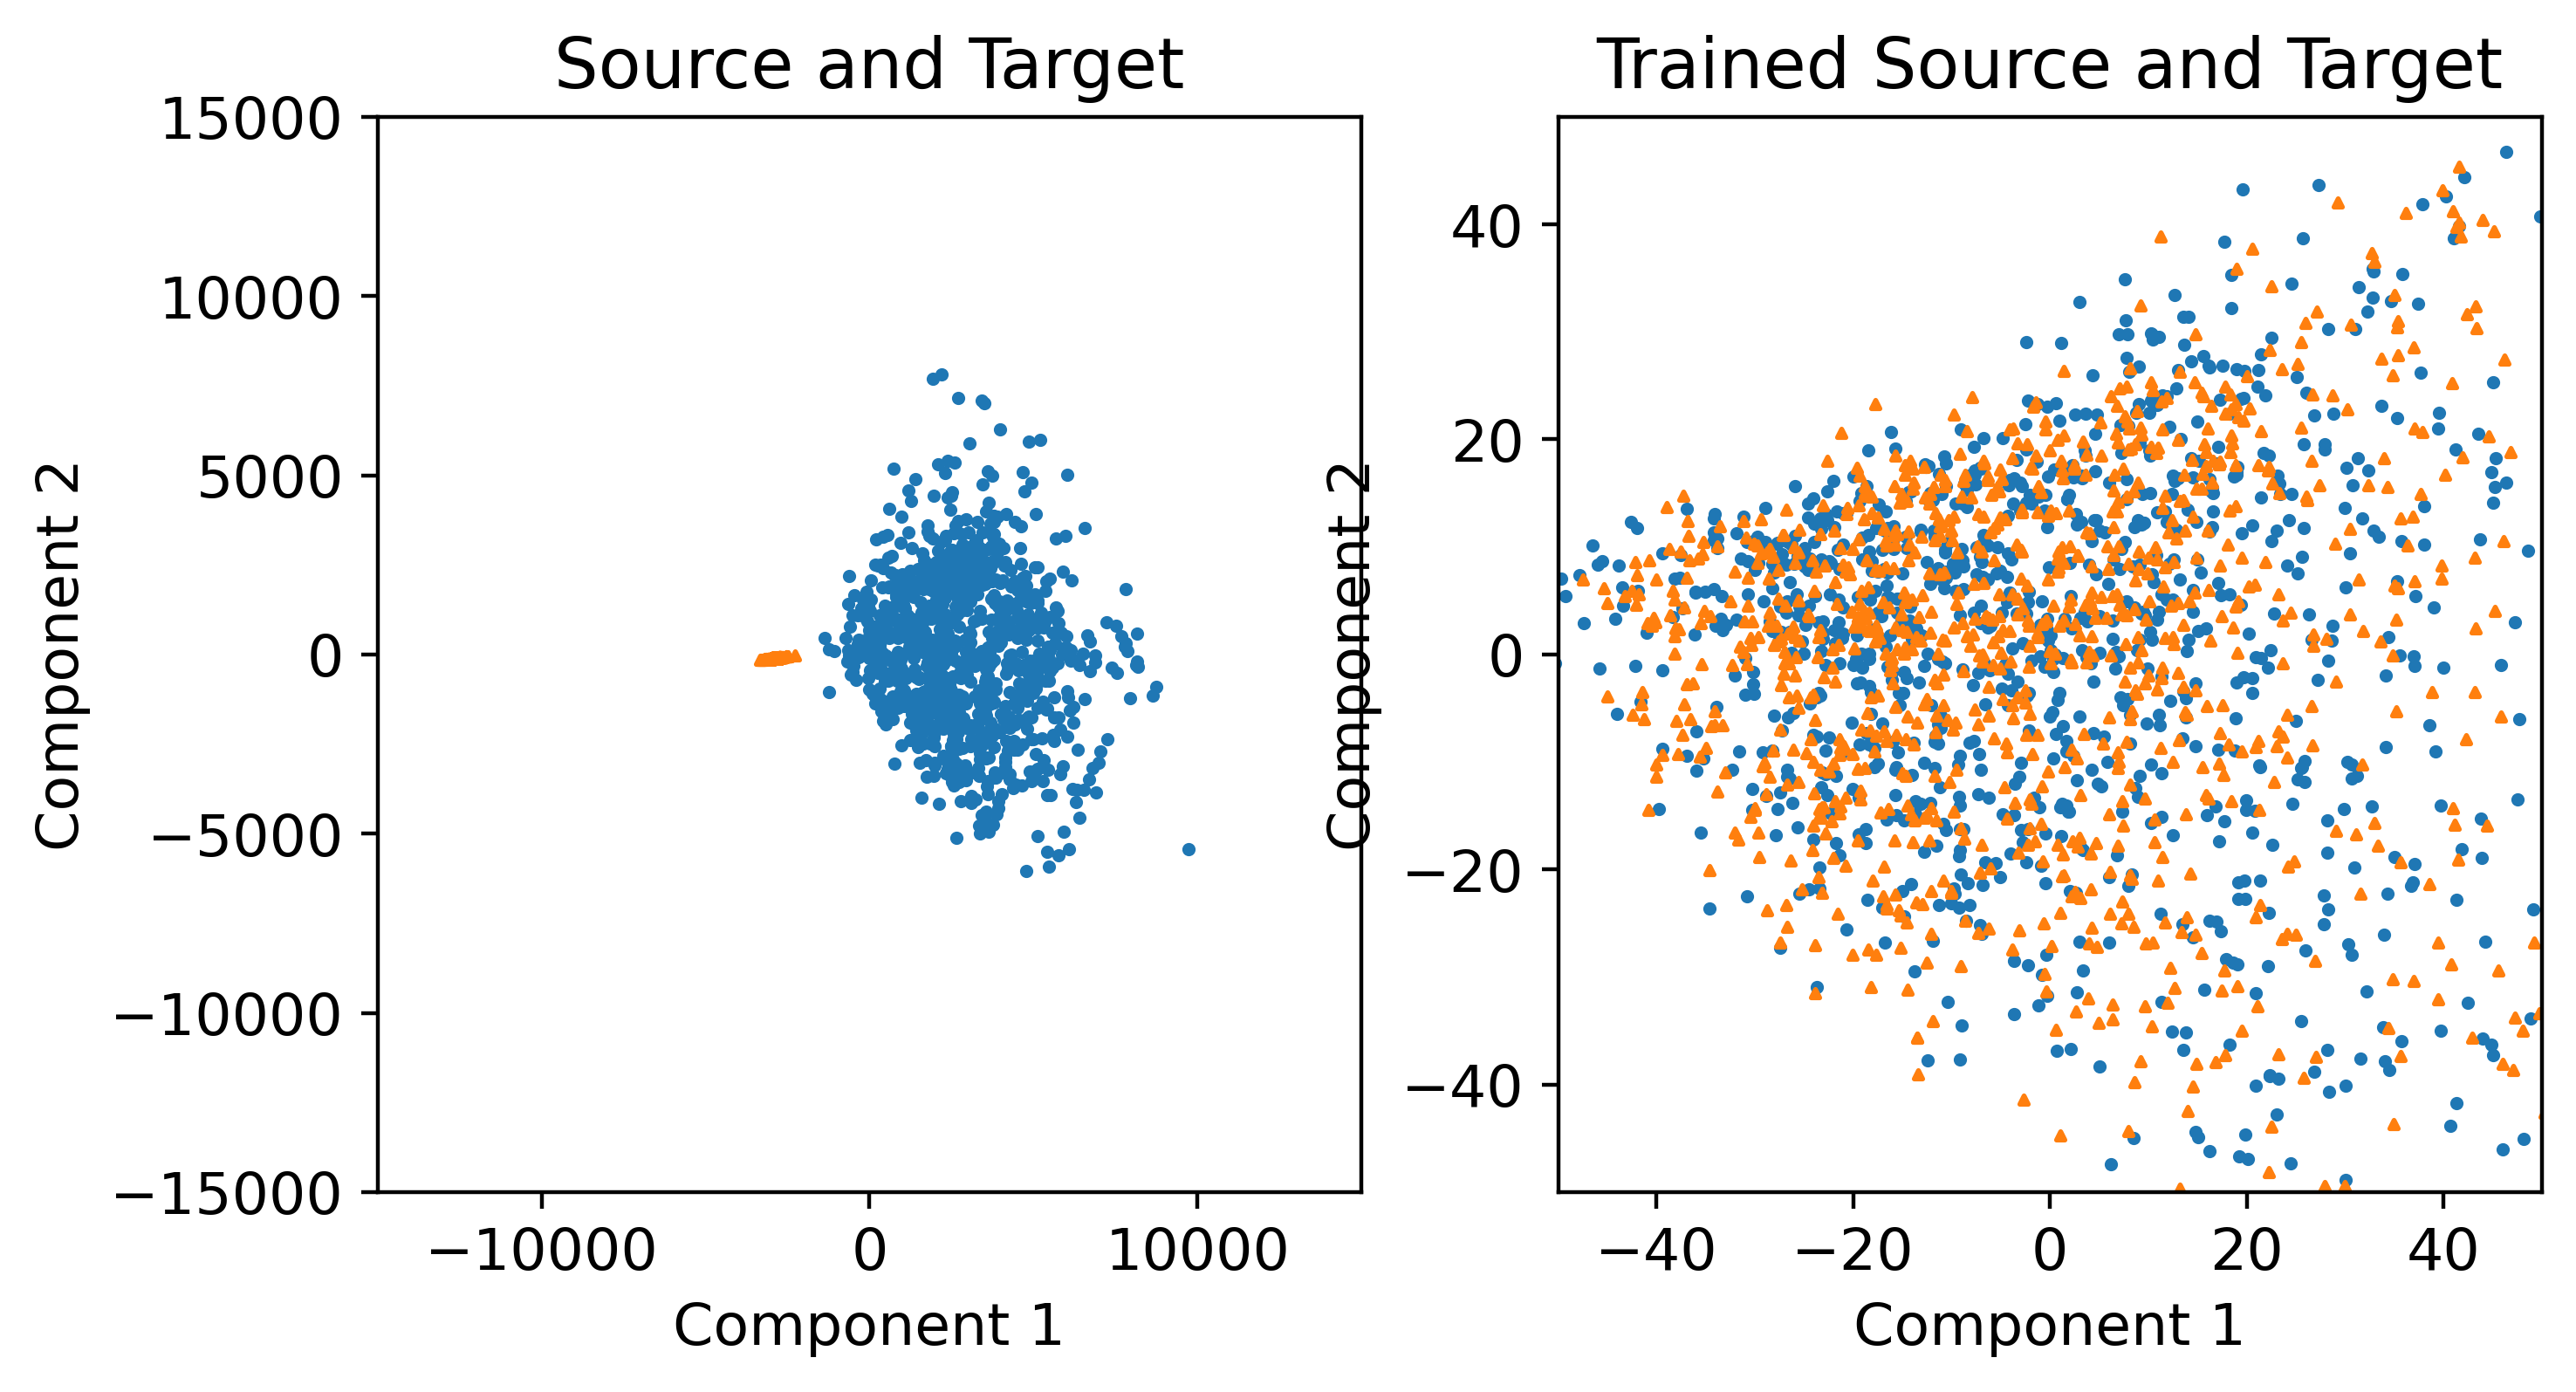 Source and Target
15000
10000
5000
0
−5000
−10000
−15000
Component 2
−10000 0 10000
Component 1
Trained Source and Target
40
20
0
−20
−40
Component 2
−40 −20 0 20 40
Component 1